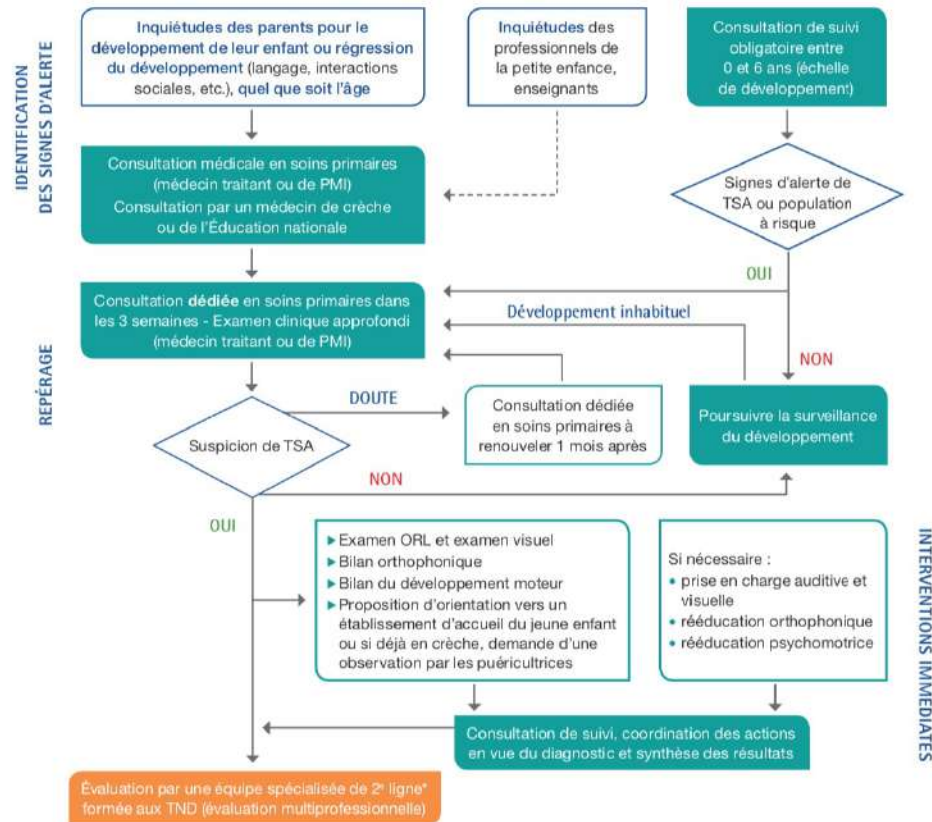 IDENTIFICATION
DES SIGNES D'ALERTE
Inquiétudes des parents pour le
développement de leur enfant ou régression
du développement (langage, interactions
sociales, etc.), quel que soit l'âge
Inquiétudes des
professionnels de
la petite enfance,
enseignants
Consultation de suivi
obligatoire entre
0 et 6 ans (échelle
de développement)
Consultation médicale en soins primaires
(médecin traitant ou de PMI)
Consultation par un médecin de crèche
ou de l'Éducation nationale
Signes d'alerte de
TSA ou population
à risque
OUI
REPÉRAGE
Consultation dédiée en soins primaires dans
les 3 semaines - Examen clinique approfondi
(médecin traitant ou de PMI)
Développement inhabituel
NON
DOUTE
Suspicion de TSA
Consultation dédiée
en soins primaires à
renouveler 1 mois après
Poursuivre la surveillance
du développement
NON
OUI
INTERVENTIONS IMMÉDIATES
▶ Examen ORL et examen visuel
▶ Bilan orthophonique
▶ Bilan du développement moteur
▶ Proposition d'orientation vers un
établissement d'accueil du jeune enfant
ou si déjà en crèche, demande d'une
observation par les puéricultrices
Si nécessaire :
• prise en charge auditive et
visuelle
• rééducation orthophonique
• rééducation psychomotrice
Consultation de suivi, coordination des actions
en vue du diagnostic et synthèse des résultats
Évaluation par une équipe spécialisée de 2e ligne*
formée aux TND (évaluation multiprofessionnelle)